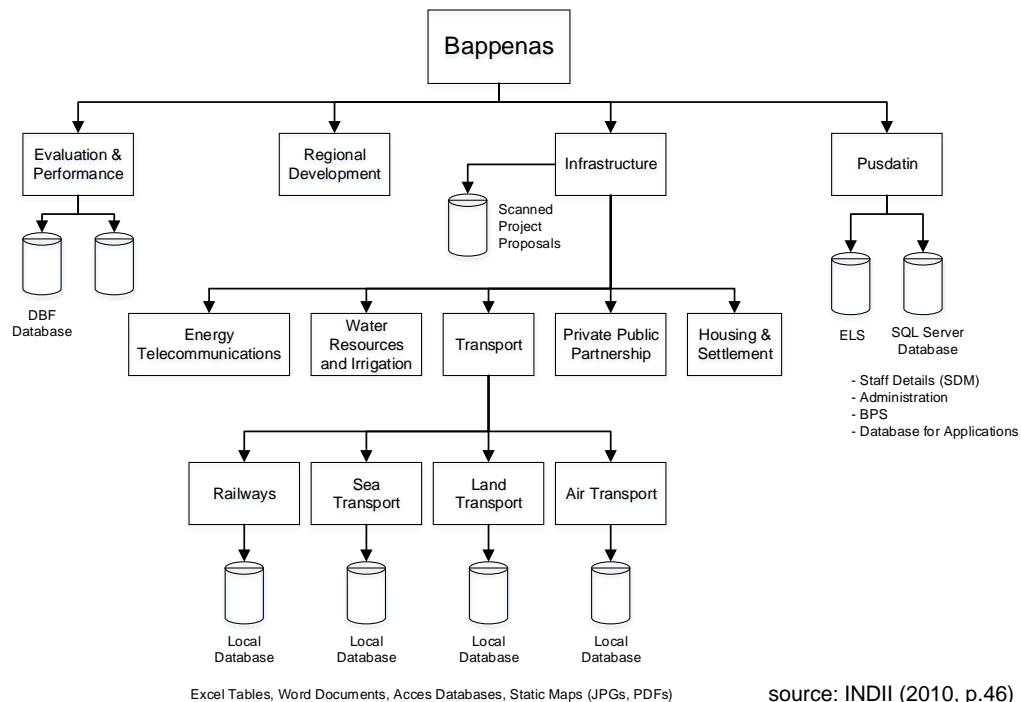 Bappenas
Evaluation &
Performance
Regional
Development
Infrastructure
Pusdatin
Scanned
Project
Proposals
DBF
Database
ELS
SQL Server
Database
- Staff Details (SDM)
- Administration
- BPS
- Database for Applications
Energy
Telecommunications
Water
Resources
and Irrigation
Transport
Private Public
Partnership
Housing &
Settlement
Railways
Sea
Transport
Land
Transport
Air Transport
Local
Database
Local
Database
Local
Database
Local
Database
Excel Tables, Word Documents, Acces Databases, Static Maps (JPGs, PDFs)
source: INDII (2010, p.46)